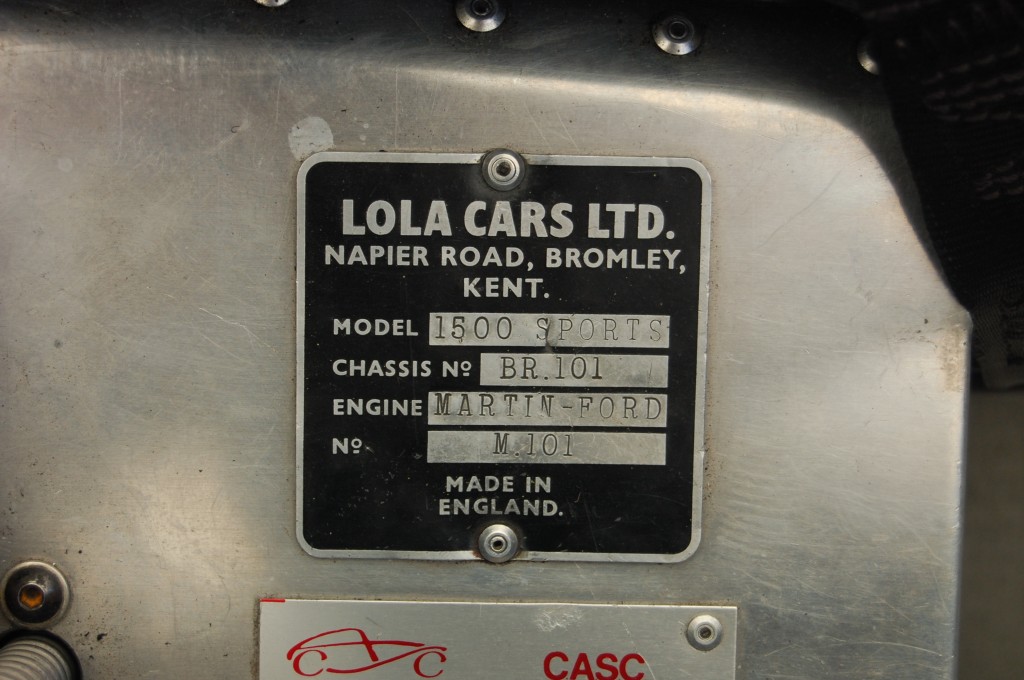 LOLA CARS LTD.
NAPIER ROAD, BROMLEY,
KENT.
MODEL 1500 SPORTS
CHASSIS Nº BR.101
ENGINE MARTIN-FORD
Nº M.101
MADE IN
ENGLAND.
CASC